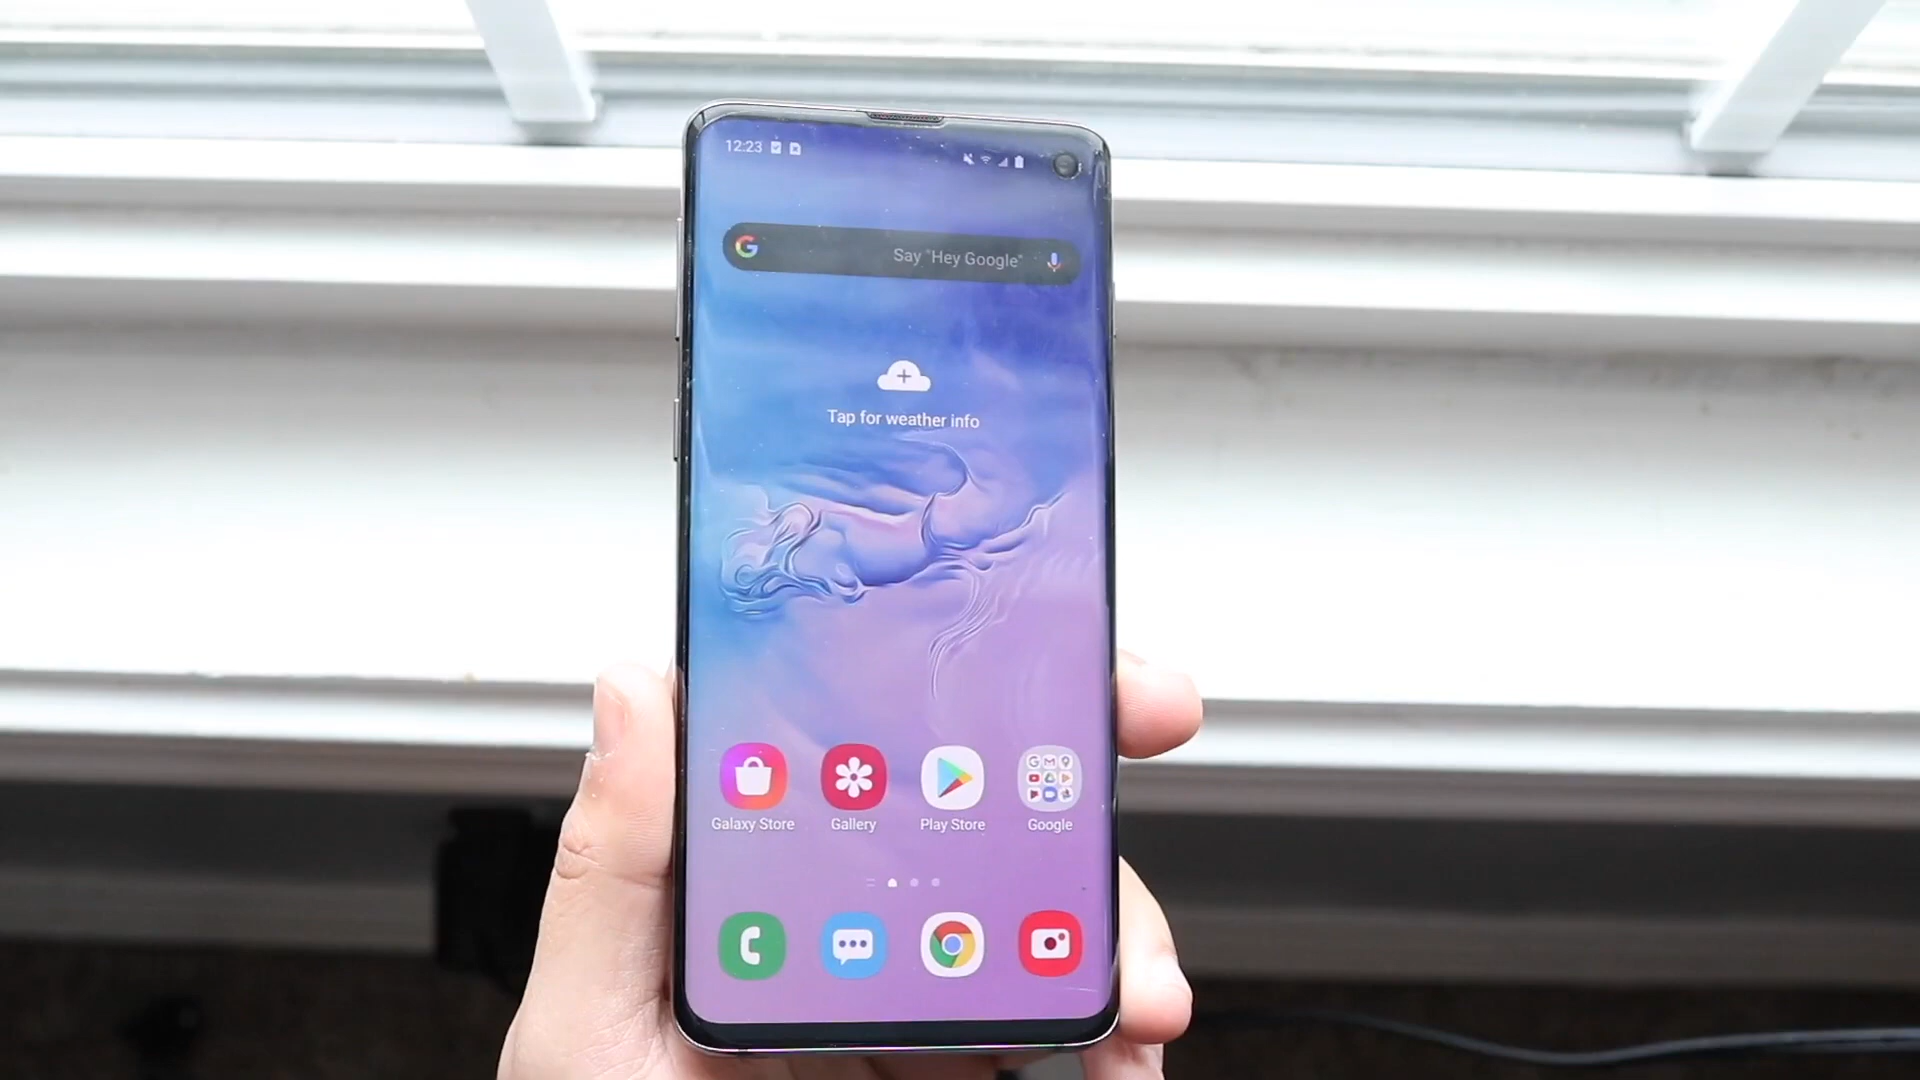 12:23
Say "Hey Google"
Tap for weather info
Galaxy Store
Gallery
Play Store
Google